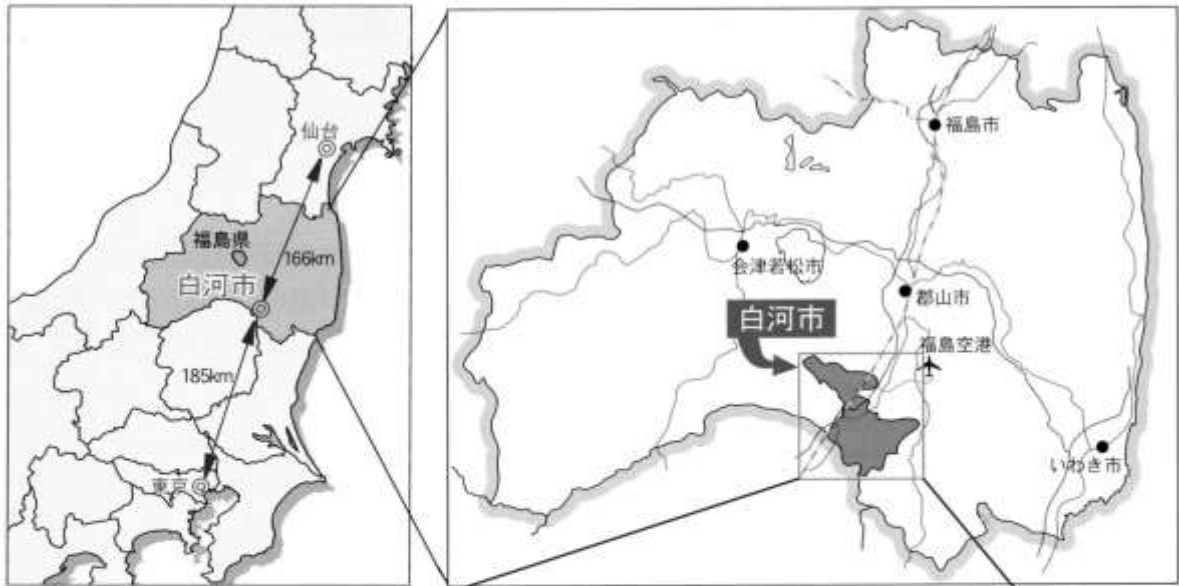 仙台
福島県
166km
白河市
185km
東京
福島市
会津若松市
郡山市
白河市
福島空港
いわき市